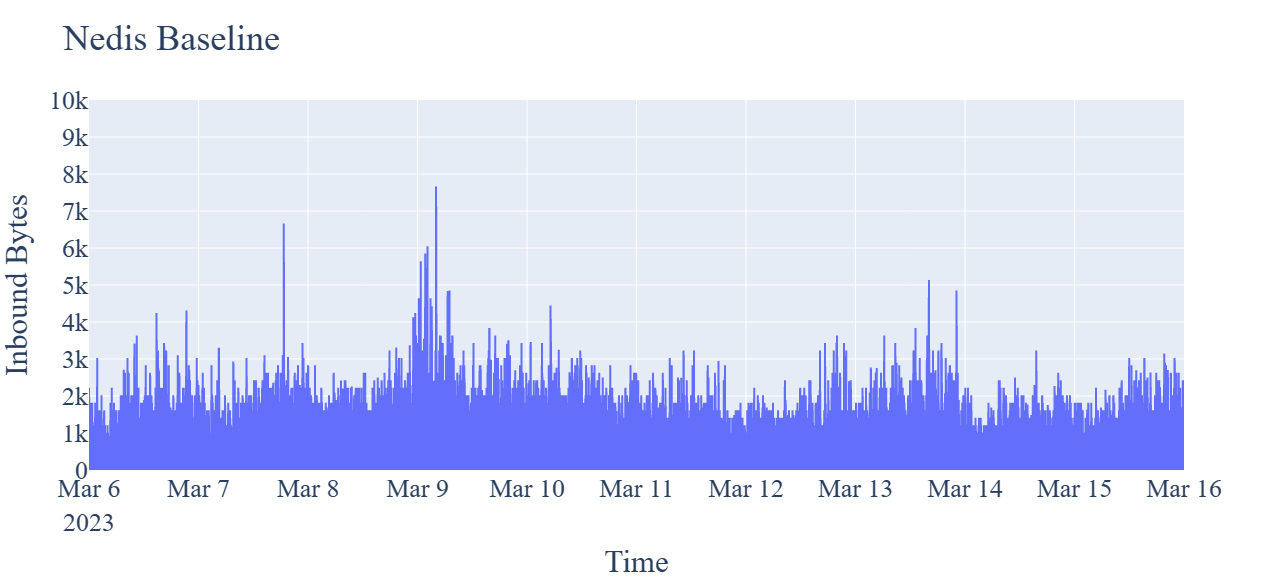 Nedis Baseline
10k
9k
8k
7k
6k
5k
4k
3k
2k
1k
0
Inbound Bytes
Mar 6 Mar 7 Mar 8 Mar 9 Mar 10 Mar 11 Mar 12 Mar 13 Mar 14 Mar 15 Mar 16
2023
Time